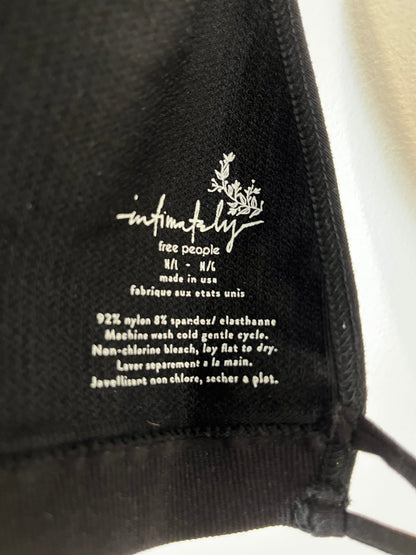 intimately
free people
M/L - M/G
made in usa
fabrique aux etats unis
92% nylon 8% spandex/ elasthanne
Machine wash cold gentle cycle.
Non-chlorine bleach, lay flat to dry.
Laver separement a la main.
Javellisant non chlore, secher a plat.